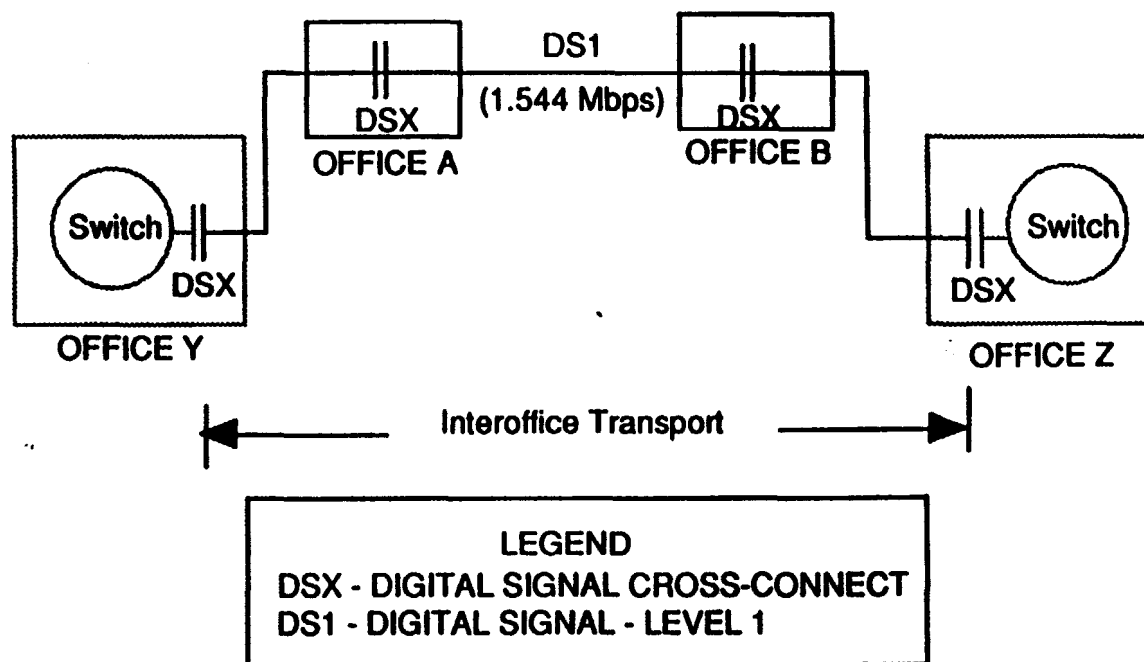 DS1
(1.544 Mbps)
DSX
DSX
OFFICE A
OFFICE B
Switch
Switch
DSX
DSX
OFFICE Y
OFFICE Z
Interoffice Transport
LEGEND
DSX - DIGITAL SIGNAL CROSS-CONNECT
DS1 - DIGITAL SIGNAL - LEVEL 1